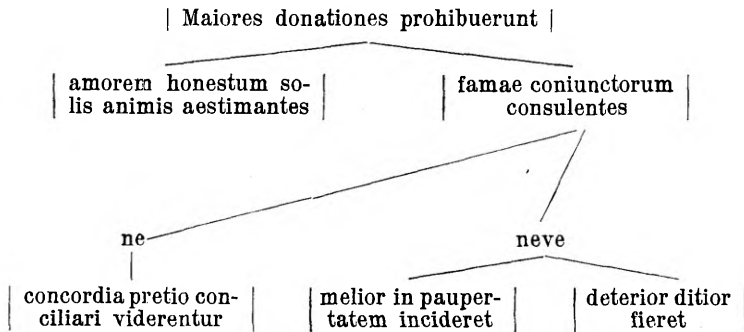 | Maiores donationes prohibuerunt |
amorem honestum so-
lis animis aestimantes
famae coniunctorum
consulentes
ne
neve
concordia pretio con-
ciliari viderentur
melior in pauper-
tatem incideret
deterior ditior
fieret